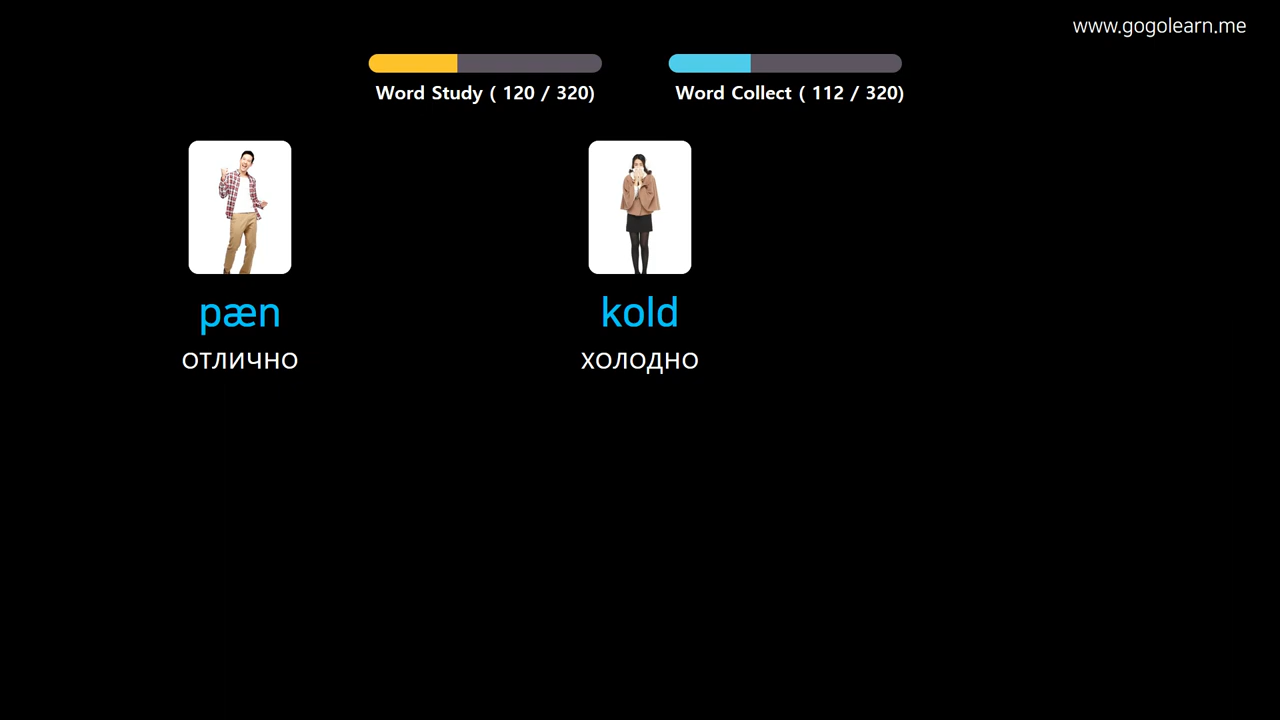 www.gogolearn.me
Word Study ( 120 / 320)
Word Collect ( 112 / 320)
pæn
kold
ОТЛИЧНО
ХОЛОДНО